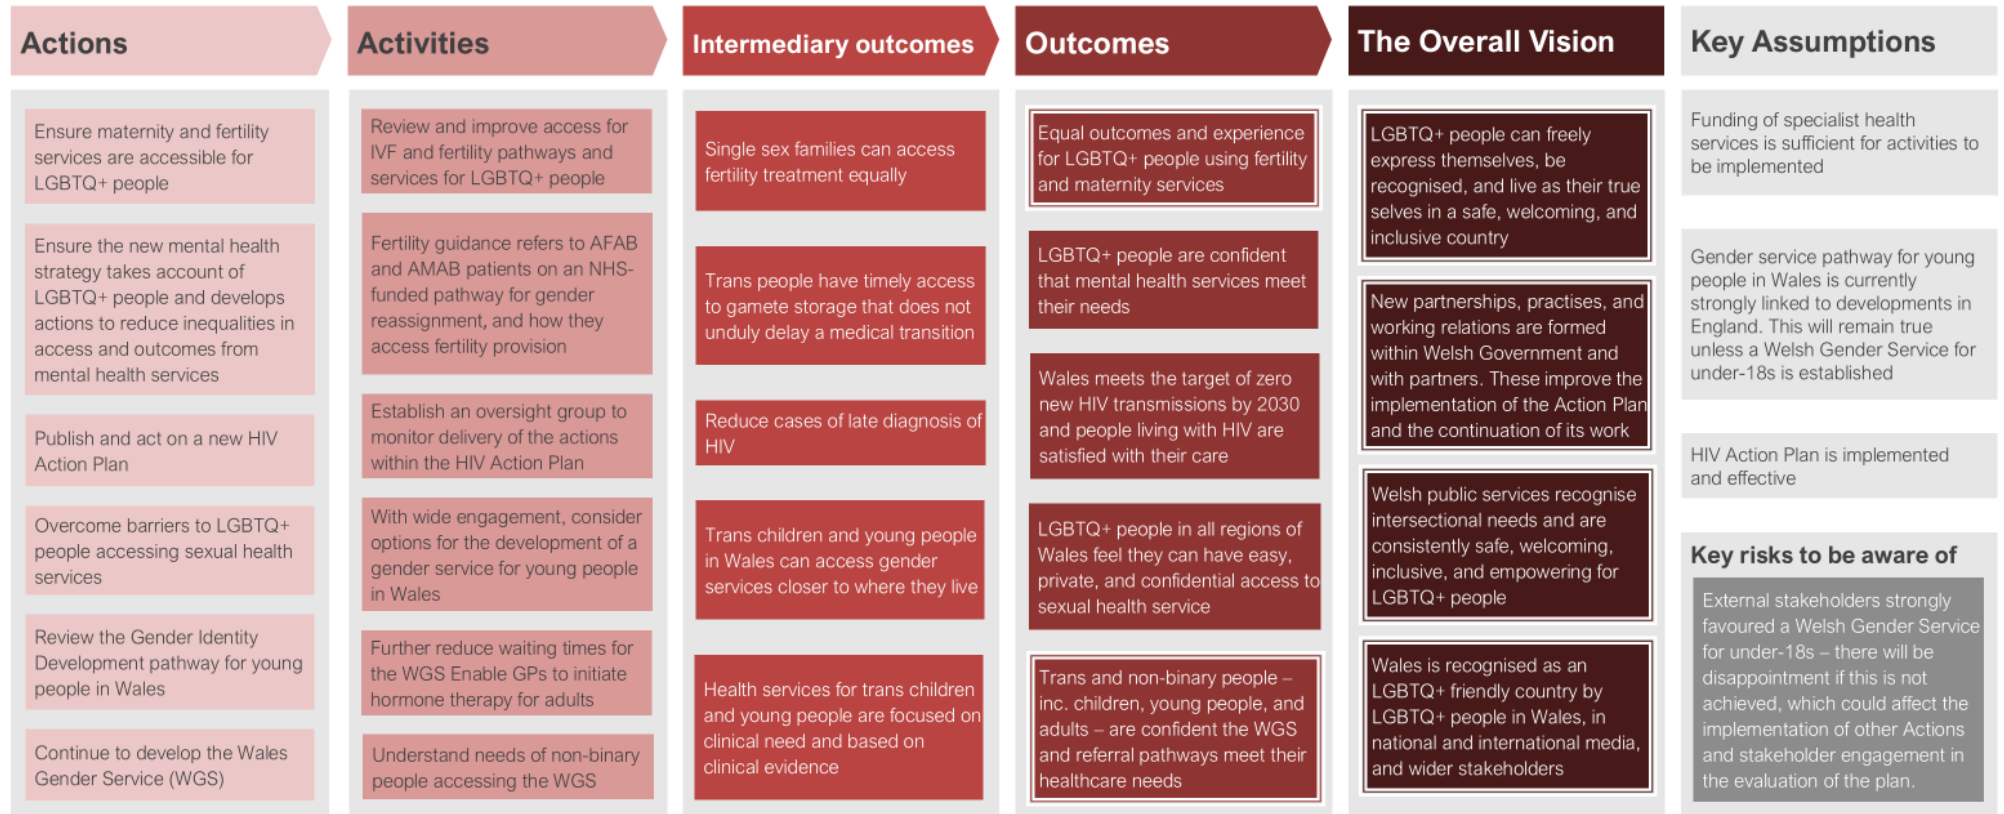 Actions
Ensure maternity and fertility
services are accessible for
LGBTQ+ people
Ensure the new mental health
strategy takes account of
LGBTQ+ people and develops
actions to reduce inequalities in
access and outcomes from
mental health services
Publish and act on a new HIV
Action Plan
Overcome barriers to LGBTQ+
people accessing sexual health
services
Review the Gender Identity
Development pathway for young
people in Wales
Continue to develop the Wales
Gender Service (WGS)
Activities
Review and improve access for
IVF and fertility pathways and
services for LGBTQ+ people
Fertility guidance refers to AFAB
and AMAB patients on an NHS-
funded pathway for gender
reassignment, and how they
access fertility provision
Establish an oversight group to
monitor delivery of the actions
within the HIV Action Plan
With wide engagement, consider
options for the development of a
gender service for young people
in Wales
Further reduce waiting times for
the WGS Enable GPs to initiate
hormone therapy for adults
Understand needs of non-binary
people accessing the WGS
Intermediary outcomes
Single sex families can access
fertility treatment equally
Trans people have timely access
to gamete storage that does not
unduly delay a medical transition
Reduce cases of late diagnosis of
HIV
Trans children and young people
in Wales can access gender
services closer to where they live
Health services for trans children
and young people are focused on
clinical need and based on
clinical evidence
Outcomes
Equal outcomes and experience
for LGBTQ+ people using fertility
and maternity services
LGBTQ+ people are confident
that mental health services meet
their needs
Wales meets the target of zero
new HIV transmissions by 2030
and people living with HIV are
satisfied with their care
LGBTQ+ people in all regions of
Wales feel they can have easy,
private, and confidential access to
sexual health service
Trans and non-binary people –
inc. children, young people, and
adults – are confident the WGS
and referral pathways meet their
healthcare needs
The Overall Vision
LGBTQ+ people can freely
express themselves, be
recognised, and live as their true
selves in a safe, welcoming, and
inclusive country
New partnerships, practises, and
working relations are formed
within Welsh Government and
with partners. These improve the
implementation of the Action Plan
and the continuation of its work
Welsh public services recognise
intersectional needs and are
consistently safe, welcoming,
inclusive, and empowering for
LGBTQ+ people
Wales is recognised as an
LGBTQ+ friendly country by
LGBTQ+ people in Wales, in
national and international media,
and wider stakeholders
Key Assumptions
Funding of specialist health
services is sufficient for activities to
be implemented
Gender service pathway for young
people in Wales is currently
strongly linked to developments in
England. This will remain true
unless a Welsh Gender Service for
under-18s is established
HIV Action Plan is implemented
and effective
Key risks to be aware of
External stakeholders strongly
favoured a Welsh Gender Service
for under-18s – there will be
disappointment if this is not
achieved, which could affect the
implementation of other Actions
and stakeholder engagement in
the evaluation of the plan.